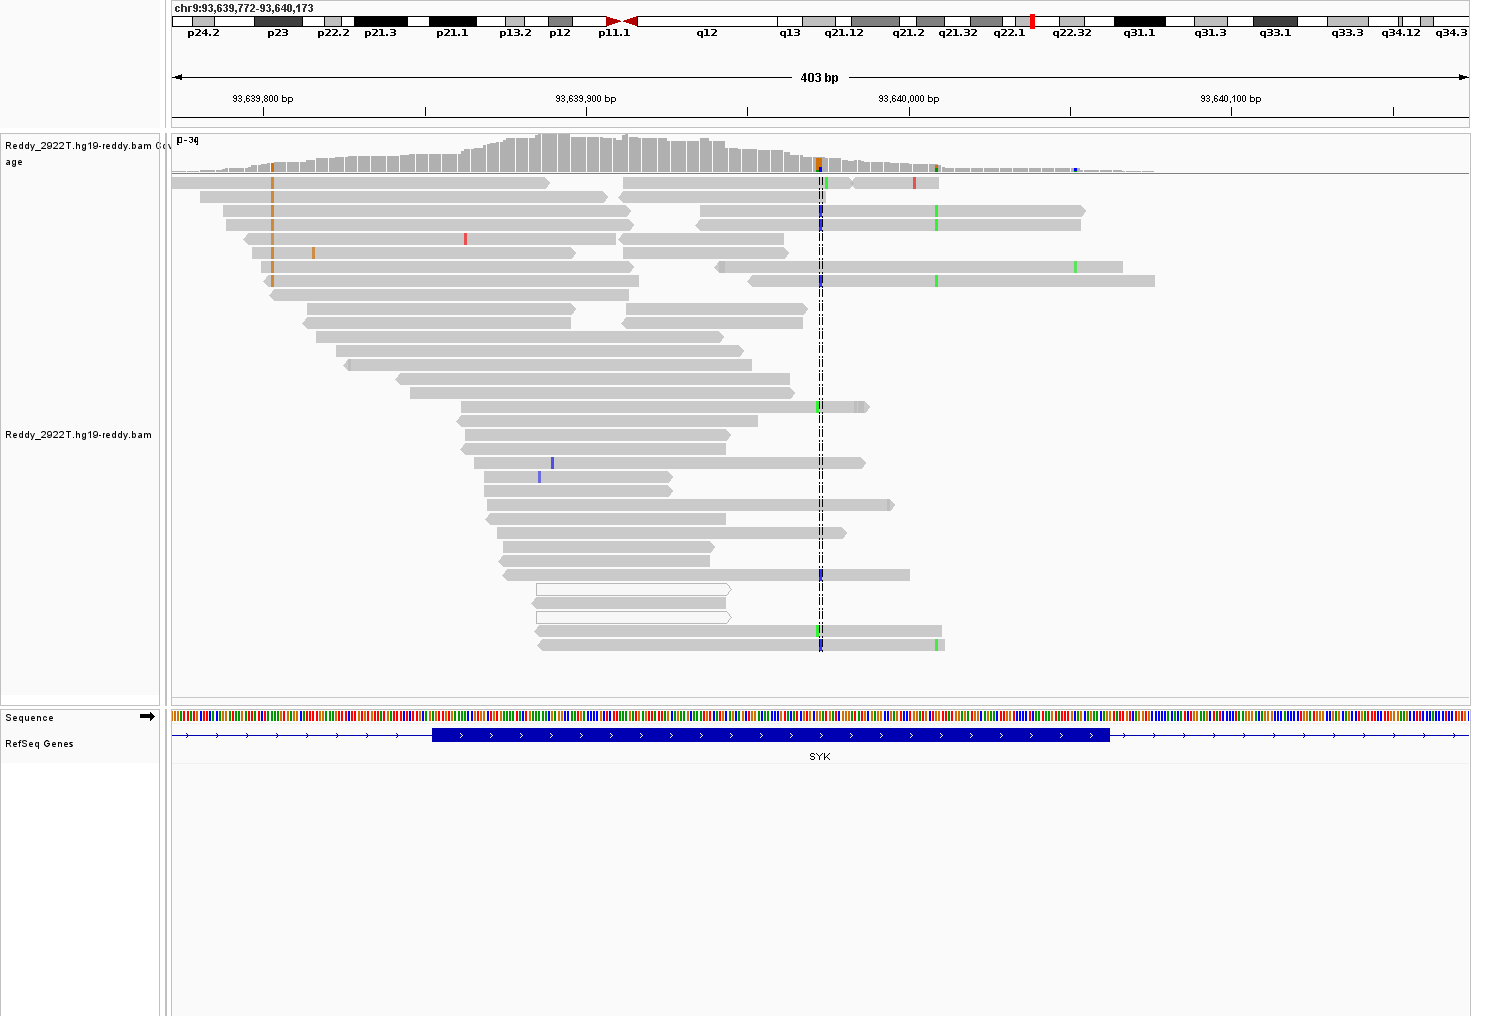 chr9:93,639,772-93,640,173
p24.2 p23 p22.2 p21.3 p21.1 p13.2 p12 p11.1 q12 q13 q21.12 q21.2 q21.32 q22.1 q22.32 q31.1 q31.3 q33.1 q33.3 q34.12 q34.3
403 bp
93,639,800 bp 93,639,900 bp 93,640,000 bp 93,640,100 bp
Reddy_2922T.hg19-reddy.bam Cov
age
Reddy_2922T.hg19-reddy.bam
Sequence
RefSeq Genes
SYK